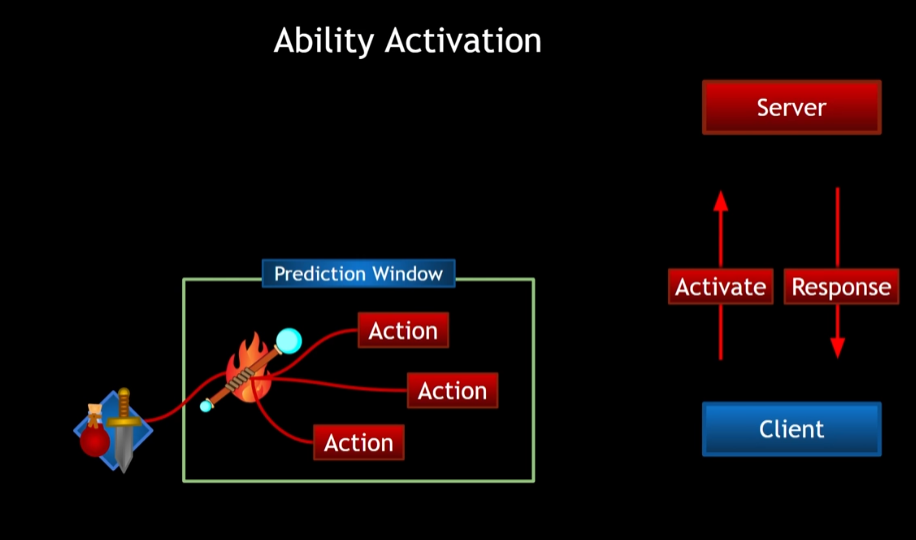 Ability Activation
Server
Activate
Response
Client
Prediction Window
Action
Action
Action